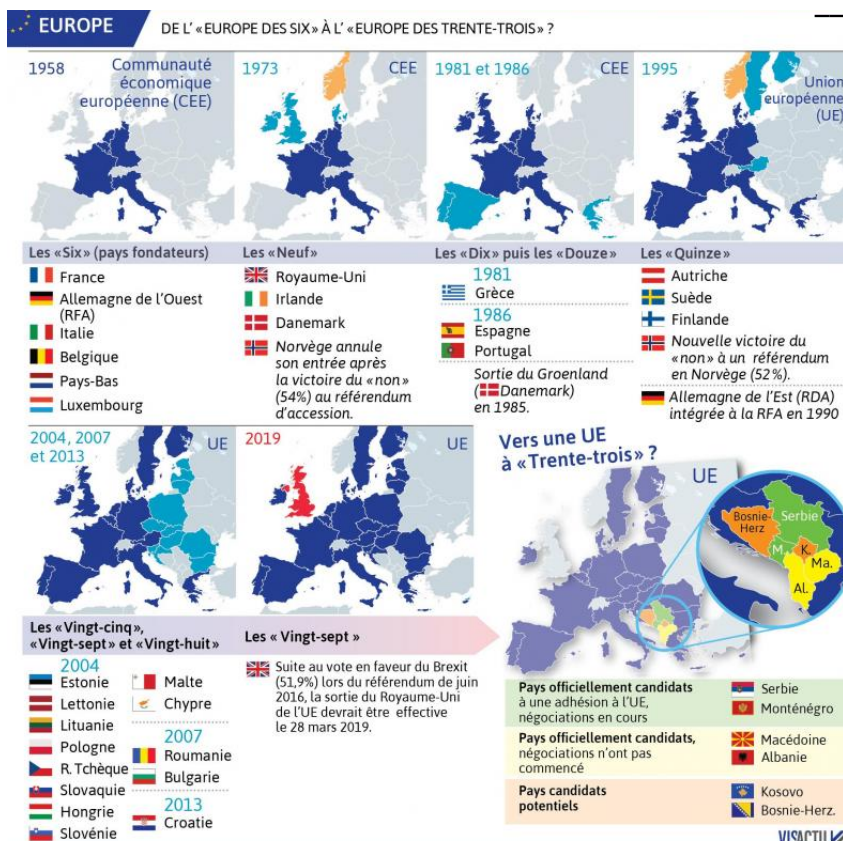 EUROPE
DE L' «EUROPE DES SIX» À L' «EUROPE DES TRENTE-TROIS» ?
1958
Communauté
économique
européenne (CEE)
1973
CEE
1981 et 1986
CEE
1995
Union
européenne
(UE)
Les «Six» (pays fondateurs)
France
Allemagne de l'Ouest
(RFA)
Italie
Belgique
Pays-Bas
Luxembourg
Les «Neuf»
Royaume-Uni
Irlande
Danemark
Norvège annule
son entrée après
la victoire du «non»
(54%) au référendum
d'accession.
Les «Dix» puis les «Douze»
1981
Grèce
1986
Espagne
Portugal
Sortie du Groenland
(Danemark)
en 1985.
Les «Quinze»
Autriche
Suède
Finlande
Nouvelle victoire du
«non» à un référendum
en Norvège (52%).
Allemagne de l'Est (RDA)
intégrée à la RFA en 1990
2004, 2007
et 2013
UE
2019
UE
Vers une UE
à «Trente-trois» ?
UE
Bosnie-
Herz
Serbie
M.
K.
Ma.
Al.
Les «Vingt-cinq»,
«Vingt-sept» et «Vingt-huit»
2004
Estonie
Lettonie
Lituanie
Pologne
R. Tchèque
Slovaquie
Hongrie
Slovénie
Malte
Chypre
2007
Roumanie
Bulgarie
2013
Croatie
Les « Vingt-sept »
Suite au vote en faveur du Brexit
(51,9%) lors du référendum de juin
2016, la sortie du Royaume-Uni
de l'UE devrait être effective
le 28 mars 2019.
Pays officiellement candidats
à une adhésion à l'UE,
négociations en cours
Serbie
Monténégro
Pays officiellement candidats,
négociations n'ont pas
commencé
Macédoine
Albanie
Pays candidats
potentiels
Kosovo
Bosnie-Herz.
VISACTU